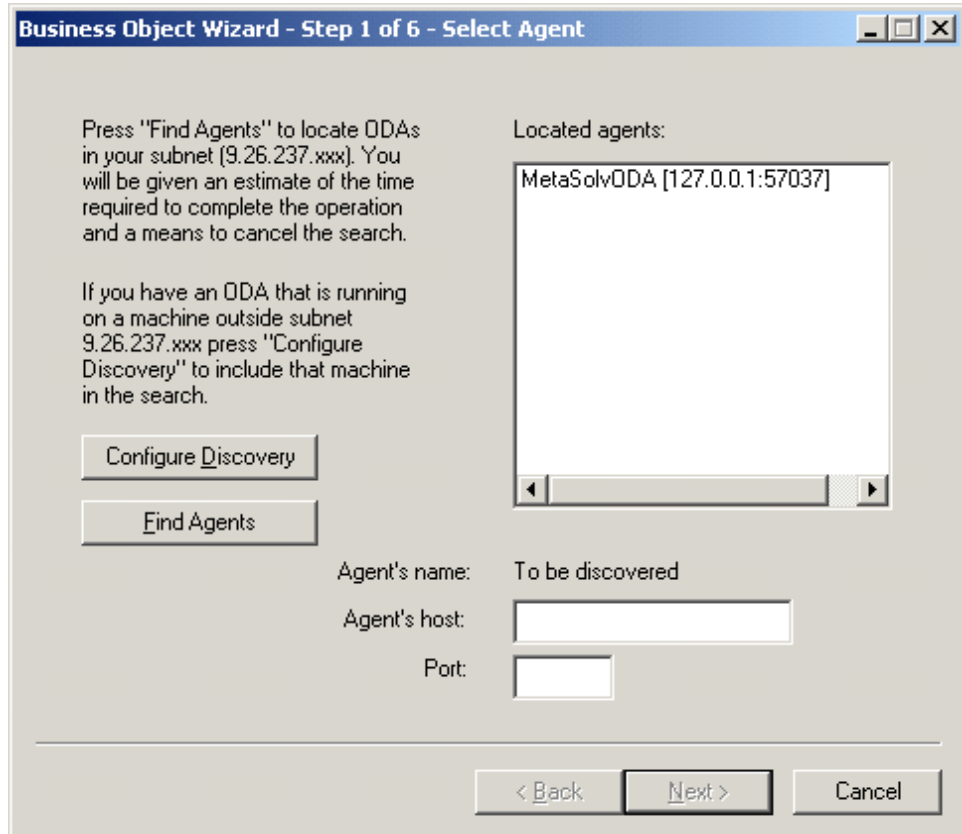 Business Object Wizard - Step 1 of 6 - Select Agent
Press "Find Agents" to locate ODAs
in your subnet (9.26.237.xxx). You
will be given an estimate of the time
required to complete the operation
and a means to cancel the search.
If you have an ODA that is running
on a machine outside subnet
9.26.237.xxx press "Configure
Discovery" to include that machine
in the search.
Configure Discovery
Find Agents
Located agents:
MetaSolvODA [127.0.0.1:57037]
Agent's name: To be discovered
Agent's host:
Port:
< Back Next > Cancel